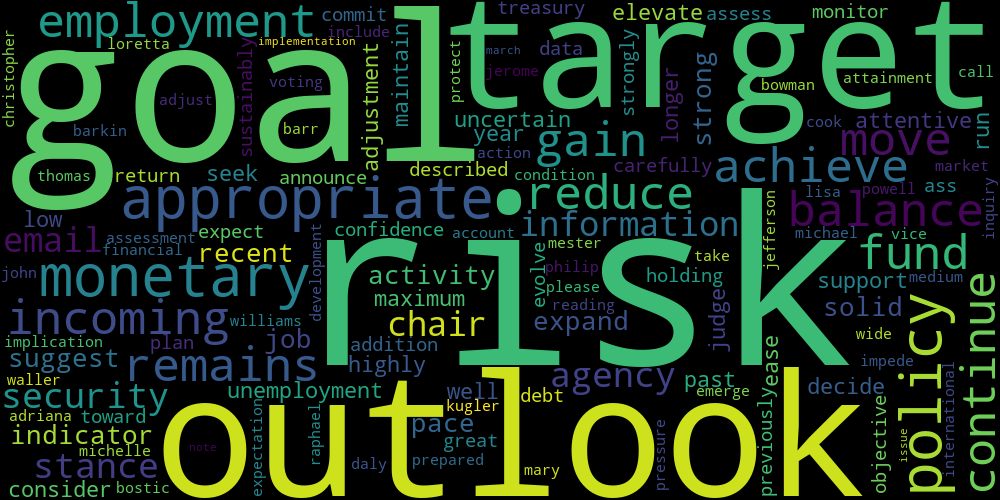 employment
commit
treasury
elevate
assess
monitor
christopher
loretta
include
implementation
goal
target
sustainably
adjustment
maintain
protect
march
data
strongly
longer
strong
jerome
bowman
attainment
call
adjust
voting
barkin
barr
uncertain
year
action
gain
cook
attentive
move
run
thomas
return
seek
announce
described
condition
carefully
achieve
market
low
appropriate
reduce
lisa
powell
ass
balance
inquiry
email
assessment
financial
expect
recent
confidence
account
information
mester
jefferson
michael
vice
fund
john
monetary
development
activity
maximum
evolve
philip
please
reading
take
holding
support
medium
solid
incoming
williams
chair
expand
judge
risk
wide
implication
plan
job
addition
highly
suggest
remains
agency
past
ease
impede
policy
continue
waller
security
unemployment
well
debt
emerge
previously
decide
adriana
toward
kugler
pace
great
objective
international
indicator
michelle
expectation
raphael
outlook
issue
stance
note
daly
prepared
mary
pressure
consider
bostic